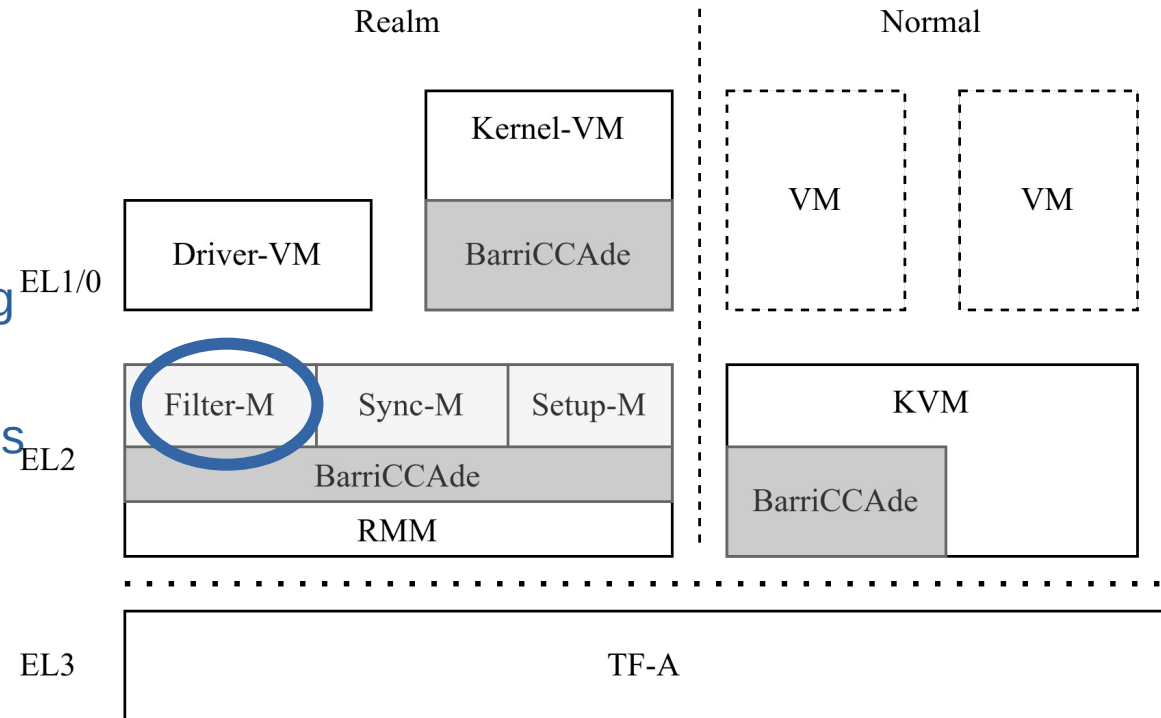 Realm
Normal
Kernel-VM
VM
VM
Driver-VM
BarriCCAde
EL1/0
g
Filter-M
Sync-M
Setup-M
KVM
s
EL2
BarriCCAde
BarriCCAde
RMM
EL3
TF-A